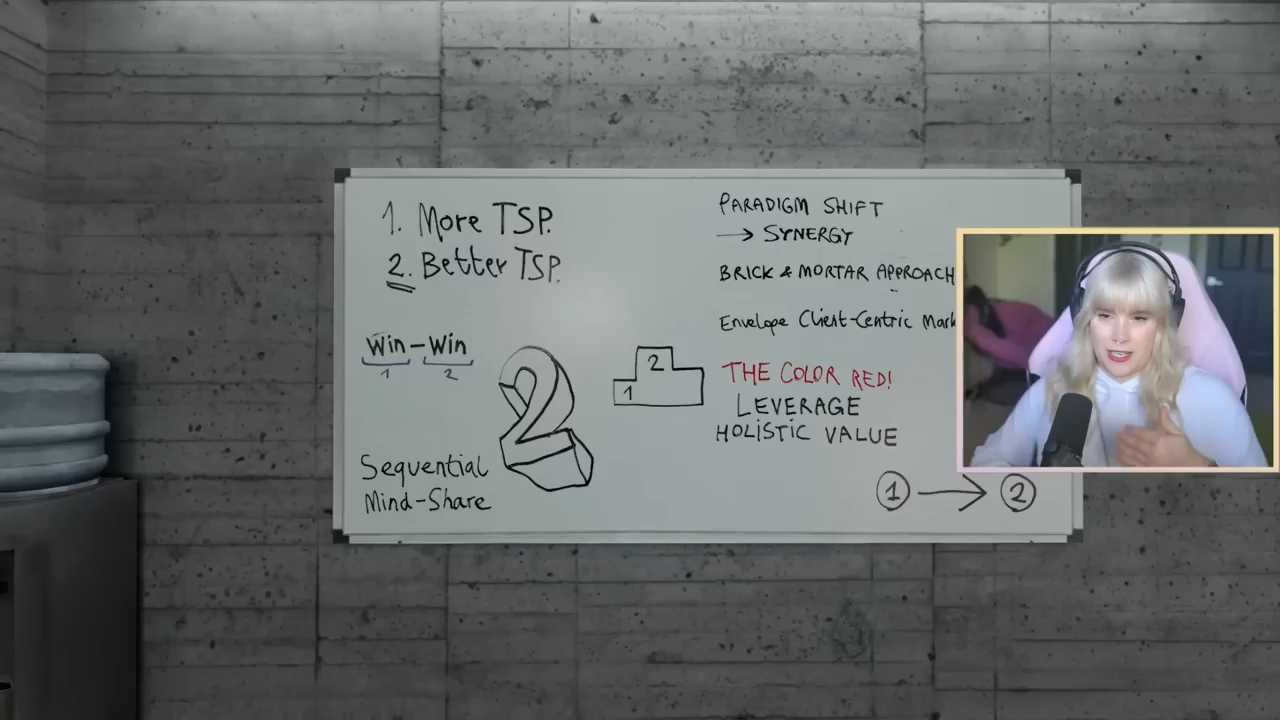 1. More TSP.
2. Better TSP.
Win-Win
1 2
2
Sequential
Mind-Share
2
1
PARADIGM SHIFT
→ SYNERGY
BRICK & MORTAR APPROACH
Envelope Client-Centric
THE COLOR RED!
LEVERAGE
HOLISTIC VALUE
1 → 2